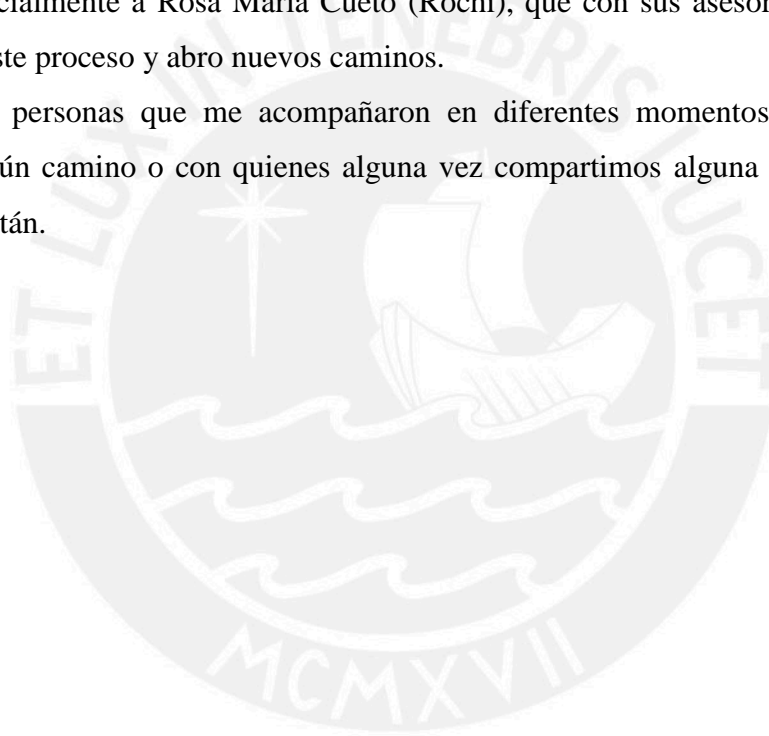 cialmente a Rosa María Cueto (Rochi), que con sus asesor
ste proceso y abro nuevos caminos.
personas que me acompañaron en diferentes momentos
ún camino o con quienes alguna vez compartimos alguna
tán.
ET LUX IN TENEBRIS LUCET
MCMXVII